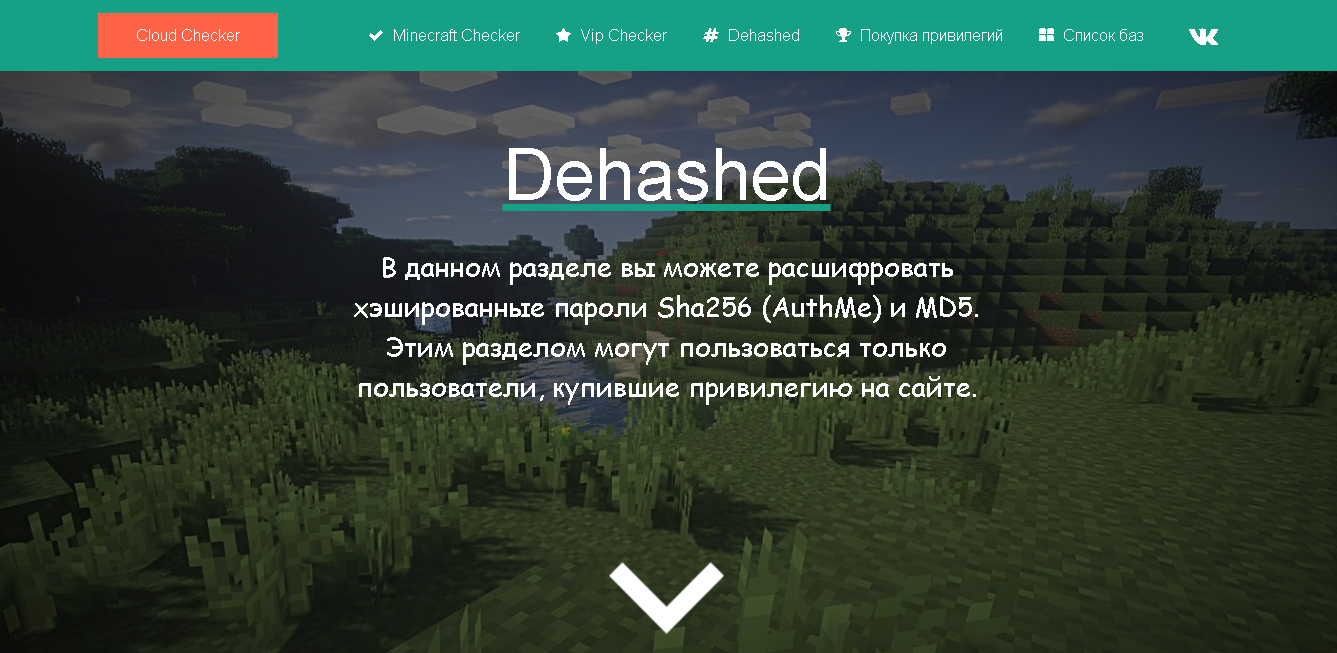 Cloud Checker
Minecraft Checker
Vip Checker
Dehashed
Покупка привилегий
Список баз
Dehashed
В данном разделе вы можете расшифровать
хэшированные пароли Sha256 (AuthMe) и MD5.
Этим разделом могут пользоваться только
пользователи, купившие привилегию на сайте.